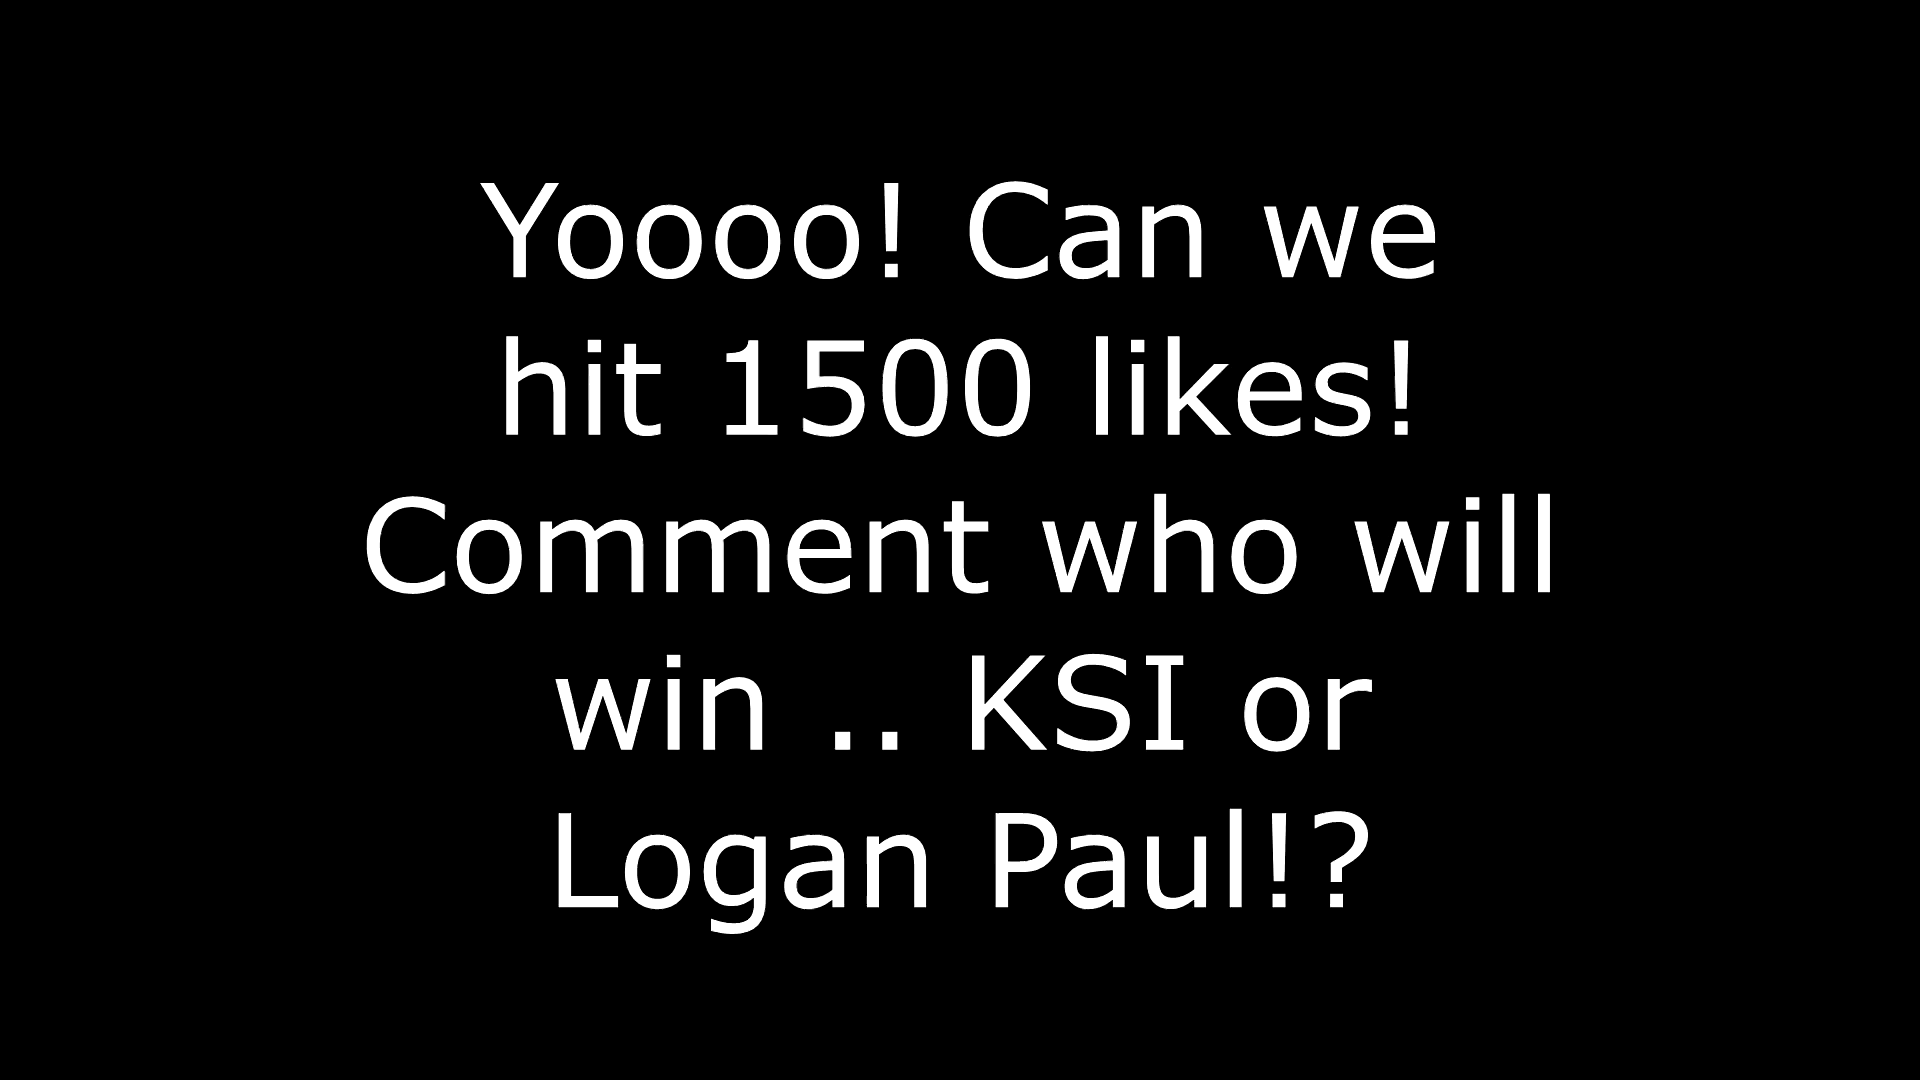 Yoooo! Can we
hit 1500 likes!
Comment who will
win .. KSI or
Logan Paul!?